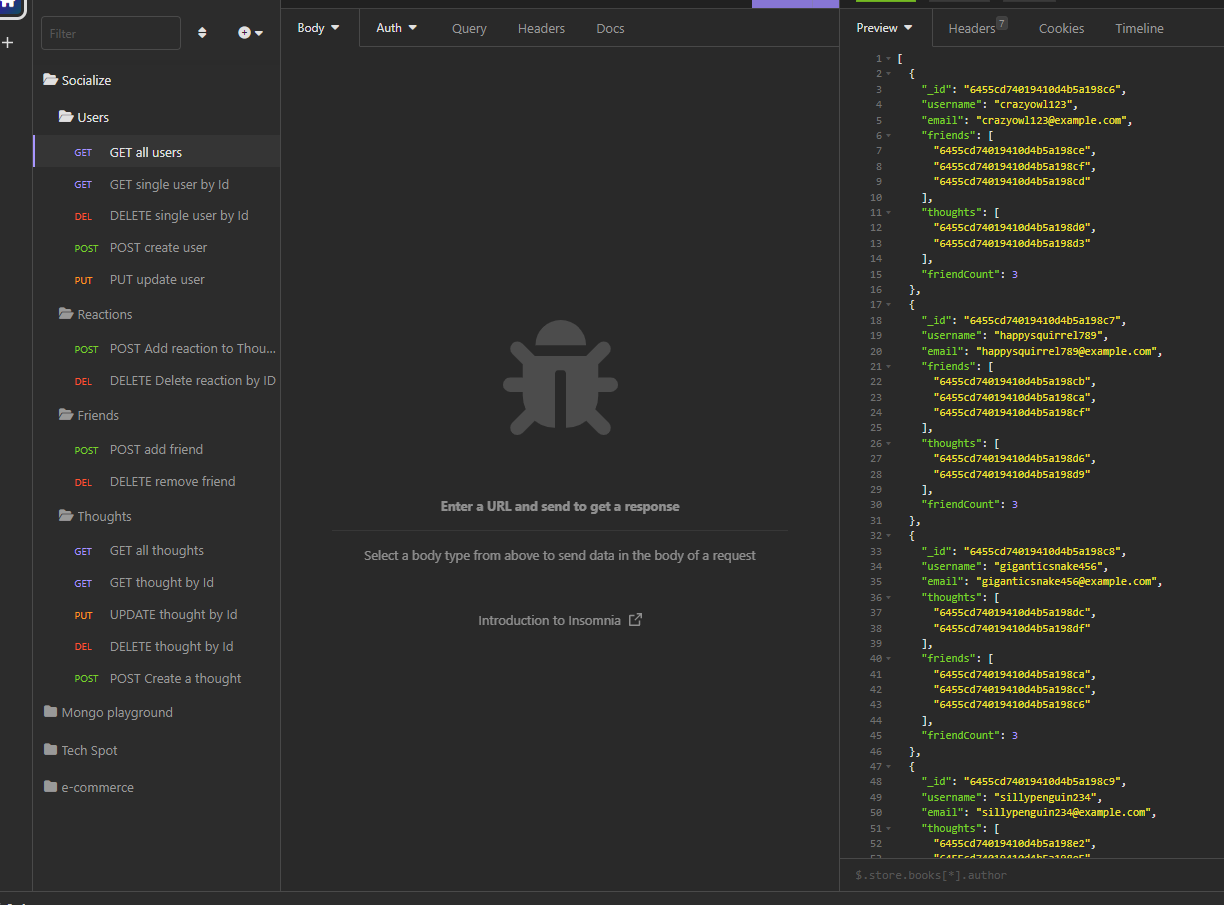 Filter
Socialize
Users
GET GET all users
GET GET single user by Id
DEL DELETE single user by Id
POST POST create user
PUT PUT update user
Reactions
POST POST Add reaction to Thou...
DEL DELETE Delete reaction by ID
Friends
POST POST add friend
DEL DELETE remove friend
Thoughts
GET GET all thoughts
GET GET thought by Id
PUT UPDATE thought by Id
DEL DELETE thought by Id
POST POST Create a thought
Mongo playground
Tech Spot
e-commerce
Body Auth Query Headers Docs
Enter a URL and send to get a response
Select a body type from above to send data in the body of a request
Introduction to Insomnia
Preview Headers 7 Cookies Timeline
1 [
2 {
3 "_id": "6455cd74019410d4b5a198c6",
4 "username": "crazyowl123",
5 "email": "crazyowl123@example.com",
6 "friends": [
7 "6455cd74019410d4b5a198ce",
8 "6455cd74019410d4b5a198cf",
9 "6455cd74019410d4b5a198cd"
10 ],
11 "thoughts": [
12 "6455cd74019410d4b5a198d0",
13 "6455cd74019410d4b5a198d3"
14 ],
15 "friendCount": 3
16 },
17 {
18 "_id": "6455cd74019410d4b5a198c7",
19 "username": "happysquirrel789",
20 "email": "happysquirrel789@example.com",
21 "friends": [
22 "6455cd74019410d4b5a198cb",
23 "6455cd74019410d4b5a198ca",
24 "6455cd74019410d4b5a198cf"
25 ],
26 "thoughts": [
27 "6455cd74019410d4b5a198d6",
28 "6455cd74019410d4b5a198d9"
29 ],
30 "friendCount": 3
31 },
32 {
33 "_id": "6455cd74019410d4b5a198c8",
34 "username": "giganticsnake456",
35 "email": "giganticsnake456@example.com",
36 "thoughts": [
37 "6455cd74019410d4b5a198dc",
38 "6455cd74019410d4b5a198df"
39 ],
40 "friends": [
41 "6455cd74019410d4b5a198ca",
42 "6455cd74019410d4b5a198cc",
43 "6455cd74019410d4b5a198c6"
44 ],
45 "friendCount": 3
46 },
47 {
48 "_id": "6455cd74019410d4b5a198c9",
49 "username": "sillypenguin234",
50 "email": "sillypenguin234@example.com",
51 "thoughts": [
52 "6455cd74019410d4b5a198e2",
$.store.books[*].author